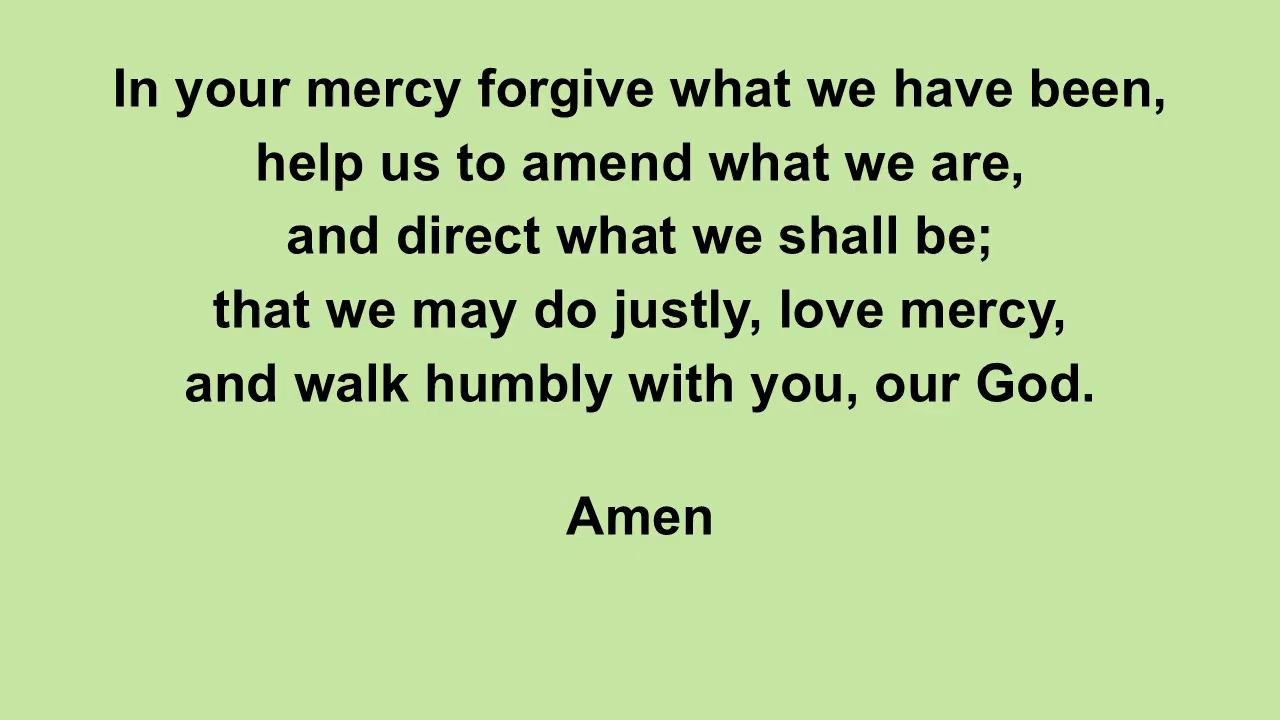 In your mercy forgive what we have been,
help us to amend what we are,
and direct what we shall be;
that we may do justly, love mercy,
and walk humbly with you, our God.
Amen